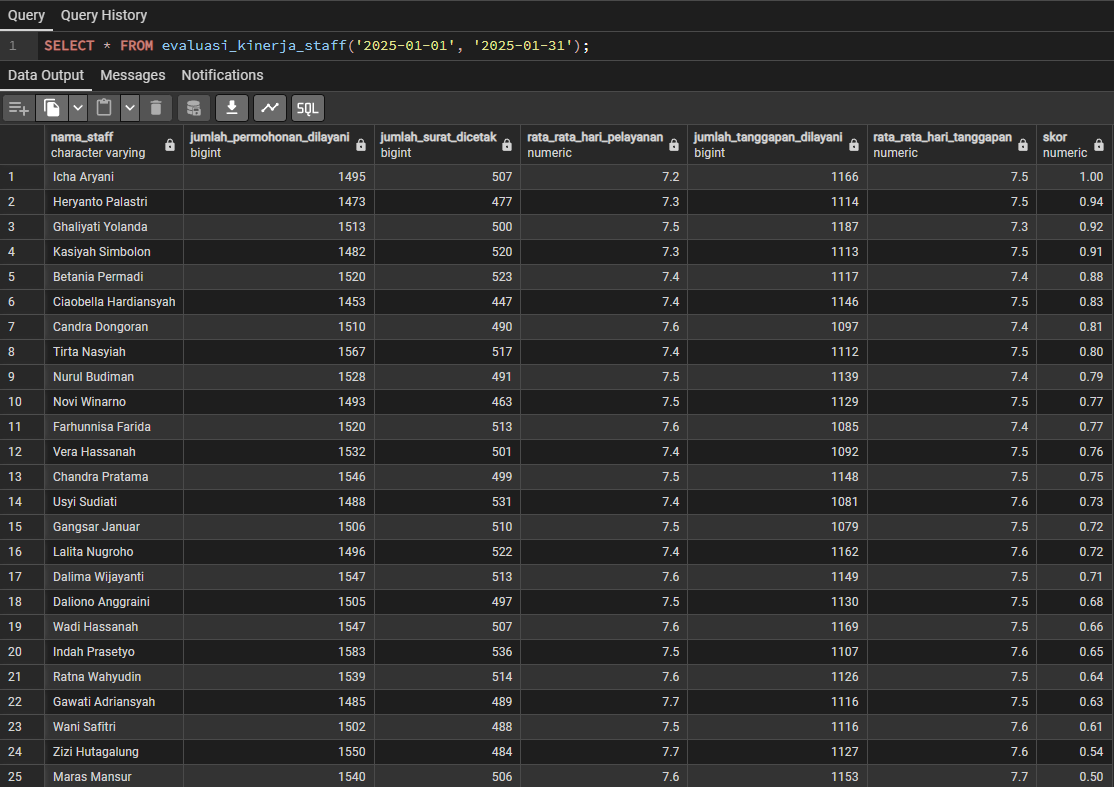 Query Query History
1 SELECT * FROM evaluasi_kinerja_staff('2025-01-01', '2025-01-31');
Data Output Messages Notifications
SQL
nama_staff jumlah_permohonan_dilayani jumlah_surat_dicetak rata_rata_hari_pelayanan jumlah_tanggapan_dilayani rata_rata_hari_tanggapan skor
character varying bigint bigint numeric bigint numeric numeric
1 Icha Aryani 1495 507 7.2 1166 7.5 1.00
2 Heryanto Palastri 1473 477 7.3 1114 7.5 0.94
3 Ghaliyati Yolanda 1513 500 7.5 1187 7.3 0.92
4 Kasiyah Simbolon 1482 520 7.3 1113 7.5 0.91
5 Betania Permadi 1520 523 7.4 1117 7.4 0.88
6 Ciaobella Hardiansyah 1453 447 7.4 1146 7.5 0.83
7 Candra Dongoran 1510 490 7.6 1097 7.4 0.81
8 Tirta Nasyiah 1567 517 7.4 1112 7.5 0.80
9 Nurul Budiman 1528 491 7.5 1139 7.4 0.79
10 Novi Winarno 1493 463 7.5 1129 7.5 0.77
11 Farhunnisa Farida 1520 513 7.6 1085 7.4 0.77
12 Vera Hassanah 1532 501 7.4 1092 7.5 0.76
13 Chandra Pratama 1546 499 7.5 1148 7.5 0.75
14 Usyi Sudiati 1488 531 7.4 1081 7.6 0.73
15 Gangsar Januar 1506 510 7.5 1079 7.5 0.72
16 Lalita Nugroho 1496 522 7.4 1162 7.6 0.72
17 Dalima Wijayanti 1547 513 7.6 1149 7.5 0.71
18 Daliono Anggraini 1505 497 7.5 1130 7.5 0.68
19 Wadi Hassanah 1547 507 7.6 1169 7.5 0.66
20 Indah Prasetyo 1583 536 7.5 1107 7.6 0.65
21 Ratna Wahyudin 1539 514 7.6 1126 7.5 0.64
22 Gawati Adriansyah 1485 489 7.7 1116 7.5 0.63
23 Wani Safitri 1502 488 7.5 1116 7.6 0.61
24 Zizi Hutagalung 1550 484 7.7 1127 7.6 0.54
25 Maras Mansur 1540 506 7.6 1153 7.7 0.50